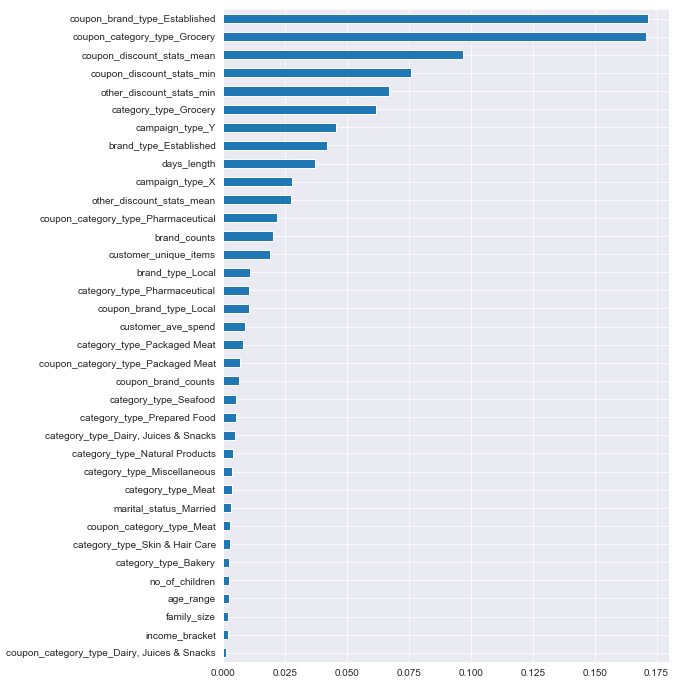 coupon_brand_type_Established
coupon_category_type_Grocery
coupon_discount_stats_mean
coupon_discount_stats_min
other_discount_stats_min
category_type_Grocery
campaign_type_Y
brand_type_Established
days_length
campaign_type_X
other_discount_stats_mean
coupon_category_type_Pharmaceutical
brand_counts
customer_unique_items
brand_type_Local
category_type_Pharmaceutical
coupon_brand_type_Local
customer_ave_spend
category_type_Packaged Meat
coupon_category_type_Packaged Meat
coupon_brand_counts
category_type_Seafood
category_type_Prepared Food
category_type_Dairy, Juices & Snacks
category_type_Natural Products
category_type_Miscellaneous
category_type_Meat
marital_status_Married
coupon_category_type_Meat
category_type_Skin & Hair Care
category_type_Bakery
no_of_children
age_range
family_size
income_bracket
coupon_category_type_Dairy, Juices & Snacks
0.000 0.025 0.050 0.075 0.100 0.125 0.150 0.175